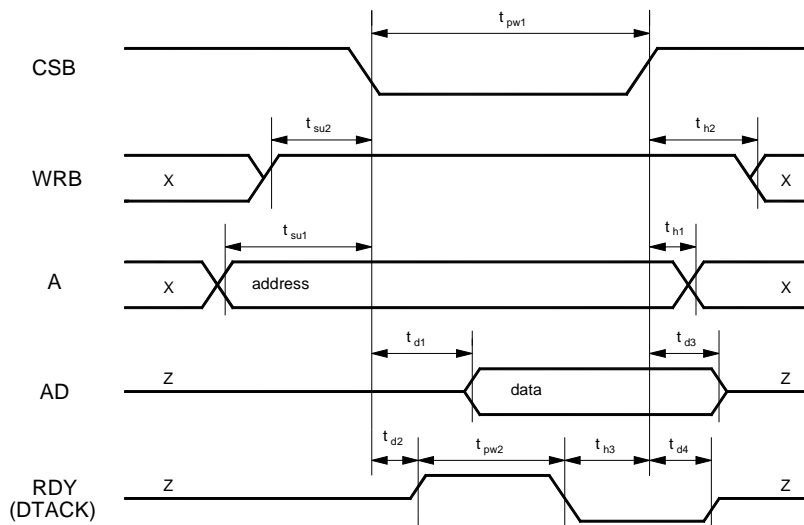 t pw1
CSB
t su2
t h2
WRB
X
X
t su1
t h1
A
X
address
X
t d1
t d3
Z
Z
AD
data
t d2
t pw2
t h3
t d4
RDY
(DTACK)
Z
Z